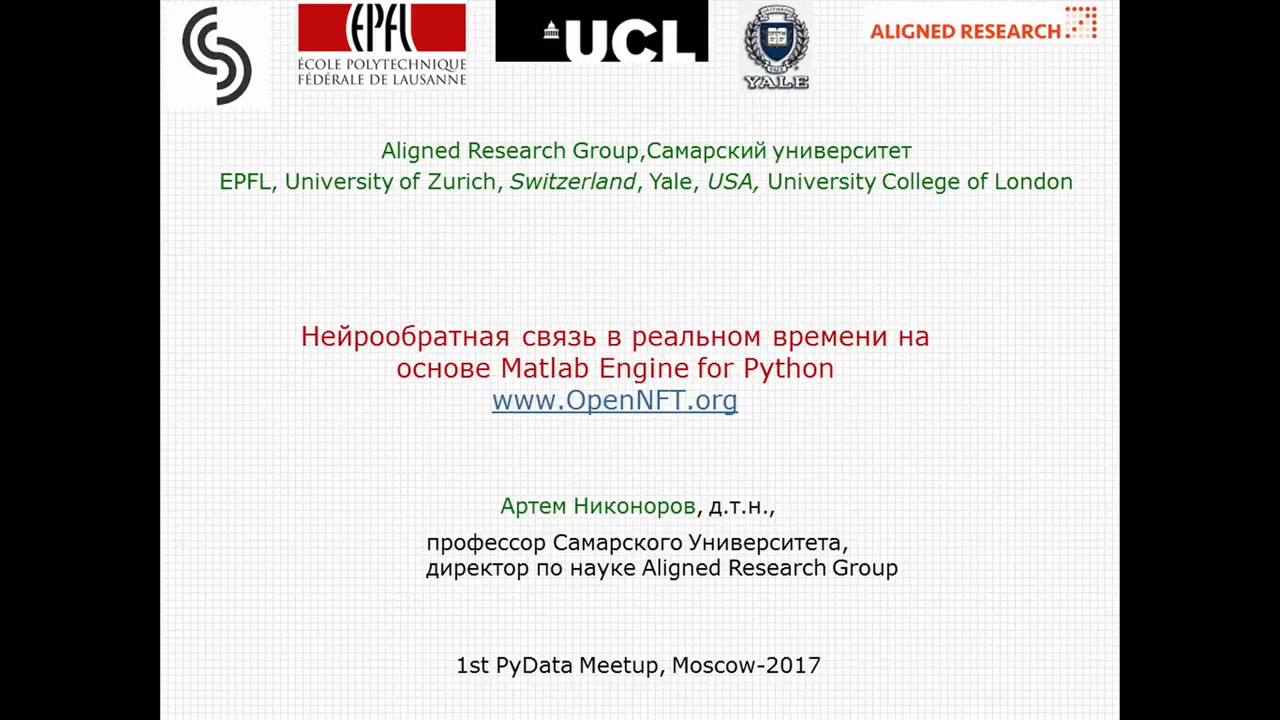 EPFL
ÉCOLE POLYTECHNIQUE
FÉDÉRALE DE LAUSANNE
UCL
YALE
ALIGNED RESEARCH
Aligned Research Group,Самарский университет
EPFL, University of Zurich, Switzerland, Yale, USA, University College of London
Нейрообратная связь в реальном времени на
основе Matlab Engine for Python
www.OpenNFT.org
Артем Никоноров, д.т.н.,
профессор Самарского Университета,
директор по науке Aligned Research Group
1st PyData Meetup, Moscow-2017